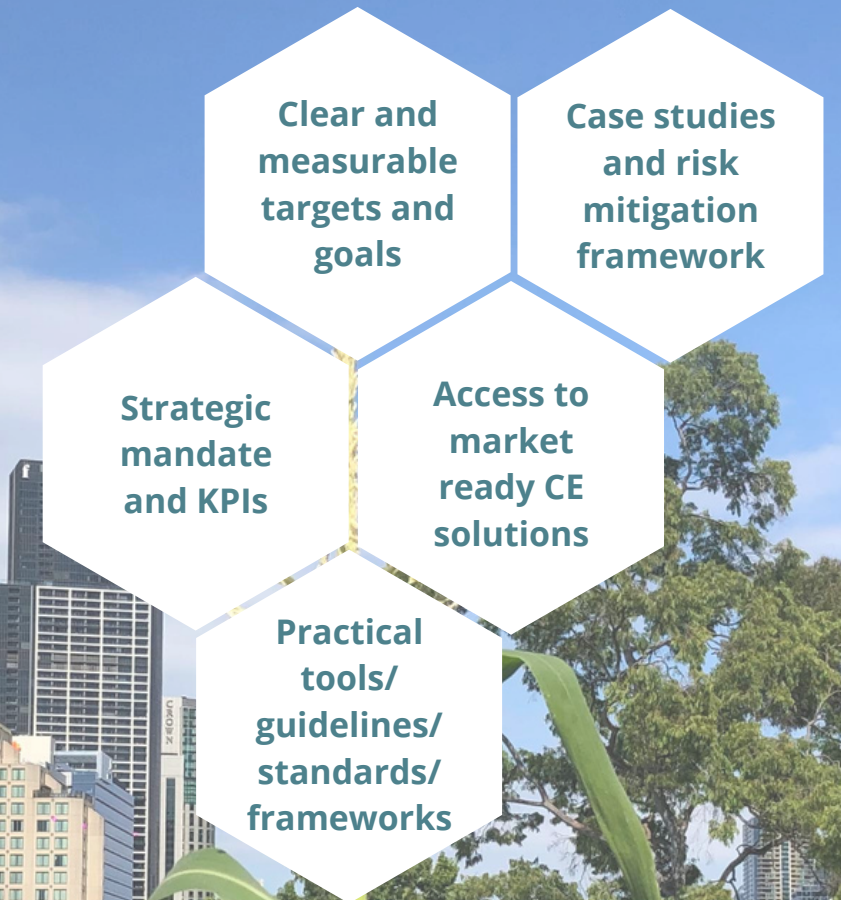 Clear and
measurable
targets and
goals
Case studies
and risk
mitigation
framework
Strategic
mandate
and KPIs
Access to
market
ready CE
solutions
Practical
tools/
guidelines/
standards/
frameworks